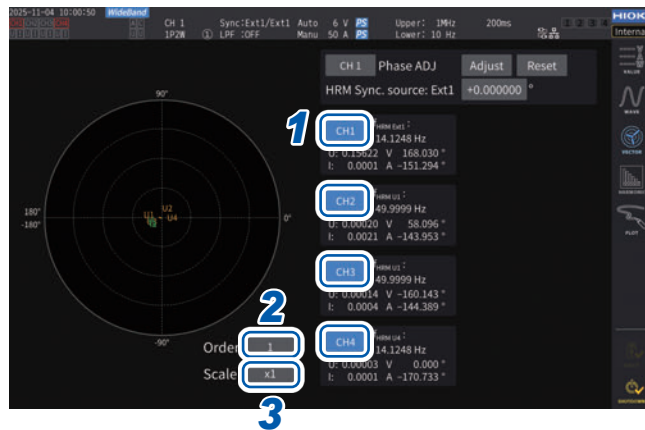 2025-11-04 10:00:50 WideBand
CH 1 Sync:Ext1/Ext1 Auto 6 V PS Upper: 1MHz 200ms
1P2W ① LPF :OFF Manu 50 A PS Lower: 10 Hz
HIOK
Interna
CH 1 Phase ADJ Adjust Reset
HRM Sync. source: Ext1 +0.000000 °
VALUE
WAVE
VECTOR
PLOT
SHUTDOWN
90°
180°
-180°
0°
-90°
U1
U2
U4
1
CH1 HRM Ext1 :
14.1248 Hz
U: 0.15622 V 168.030 °
I: 0.0001 A -151.294 °
CH2 HRM U1 :
49.9999 Hz
U: 0.00020 V 58.096 °
I: 0.0021 A -143.953 °
CH3 HRM U1 :
49.9999 Hz
U: 0.00014 V -160.143 °
I: 0.0004 A -144.389 °
CH4 HRM U4 :
14.1248 Hz
U: 0.00003 V 0.000 °
I: 0.0001 A -170.733 °
2
Order 1
Scale x1
3